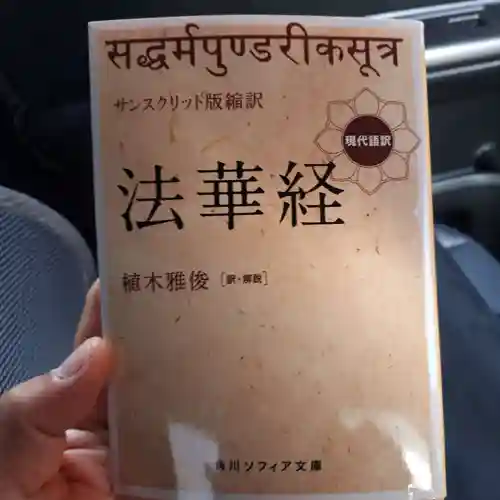 सद्धर्मपुण्डरीकसूत्र
サンスクリット版縮訳
現代語訳
法華経
植木雅俊[訳・解説]
角川ソフィア文庫